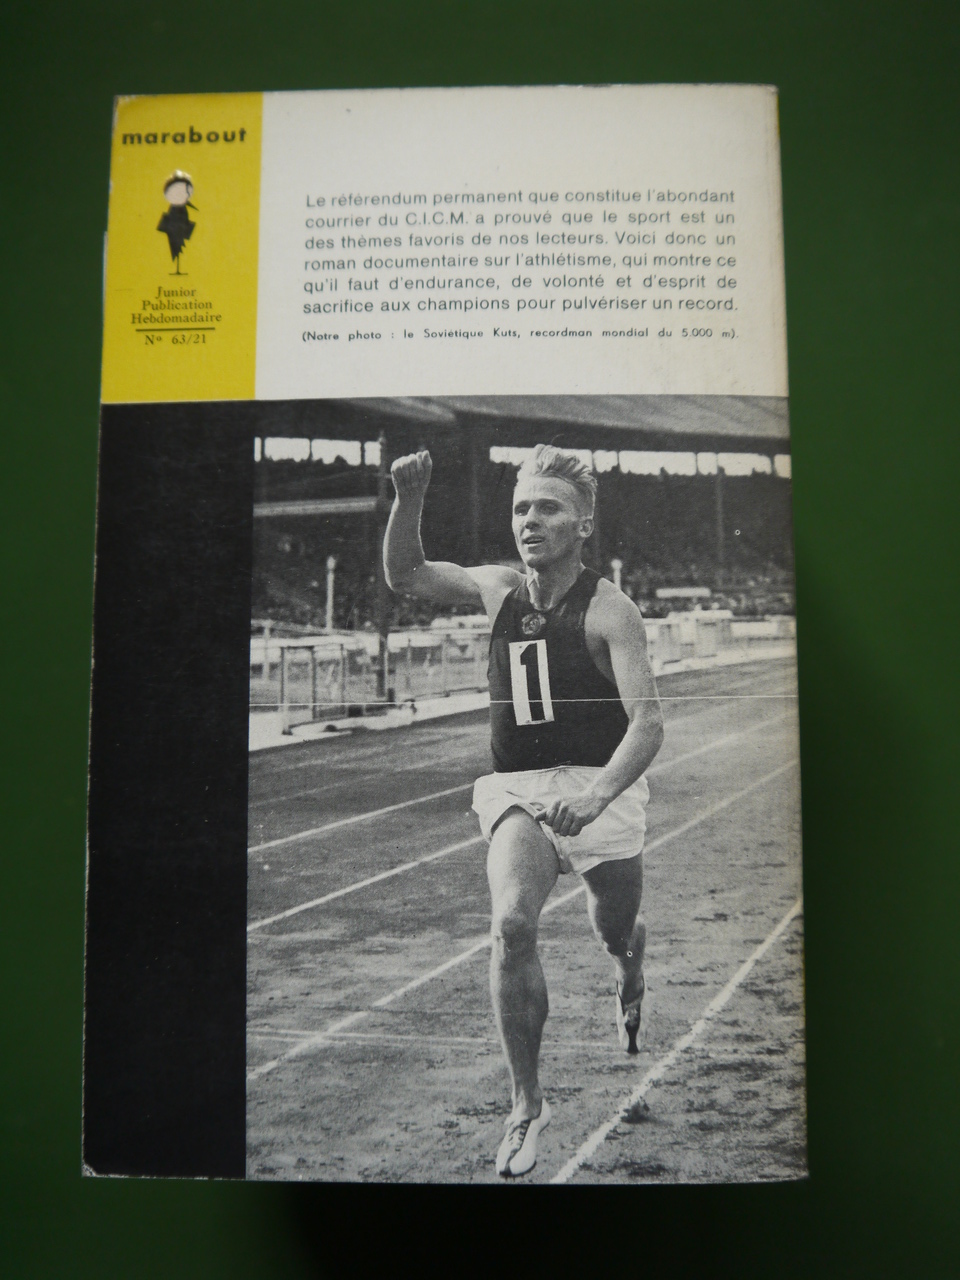 marabout
Junior
Publication
Hebdomadaire
Nº 63/21
Le référendum permanent que constitue l'abondant
courrier du C.I.C.M. a prouvé que le sport est un
des thèmes favoris de nos lecteurs. Voici donc un
roman documentaire sur l'athlétisme, qui montre ce
qu'il faut d'endurance, de volonté et d'esprit de
sacrifice aux champions pour pulvériser un record.
(Notre photo : le Soviétique Kuts, recordman mondial du 5.000 m).
1